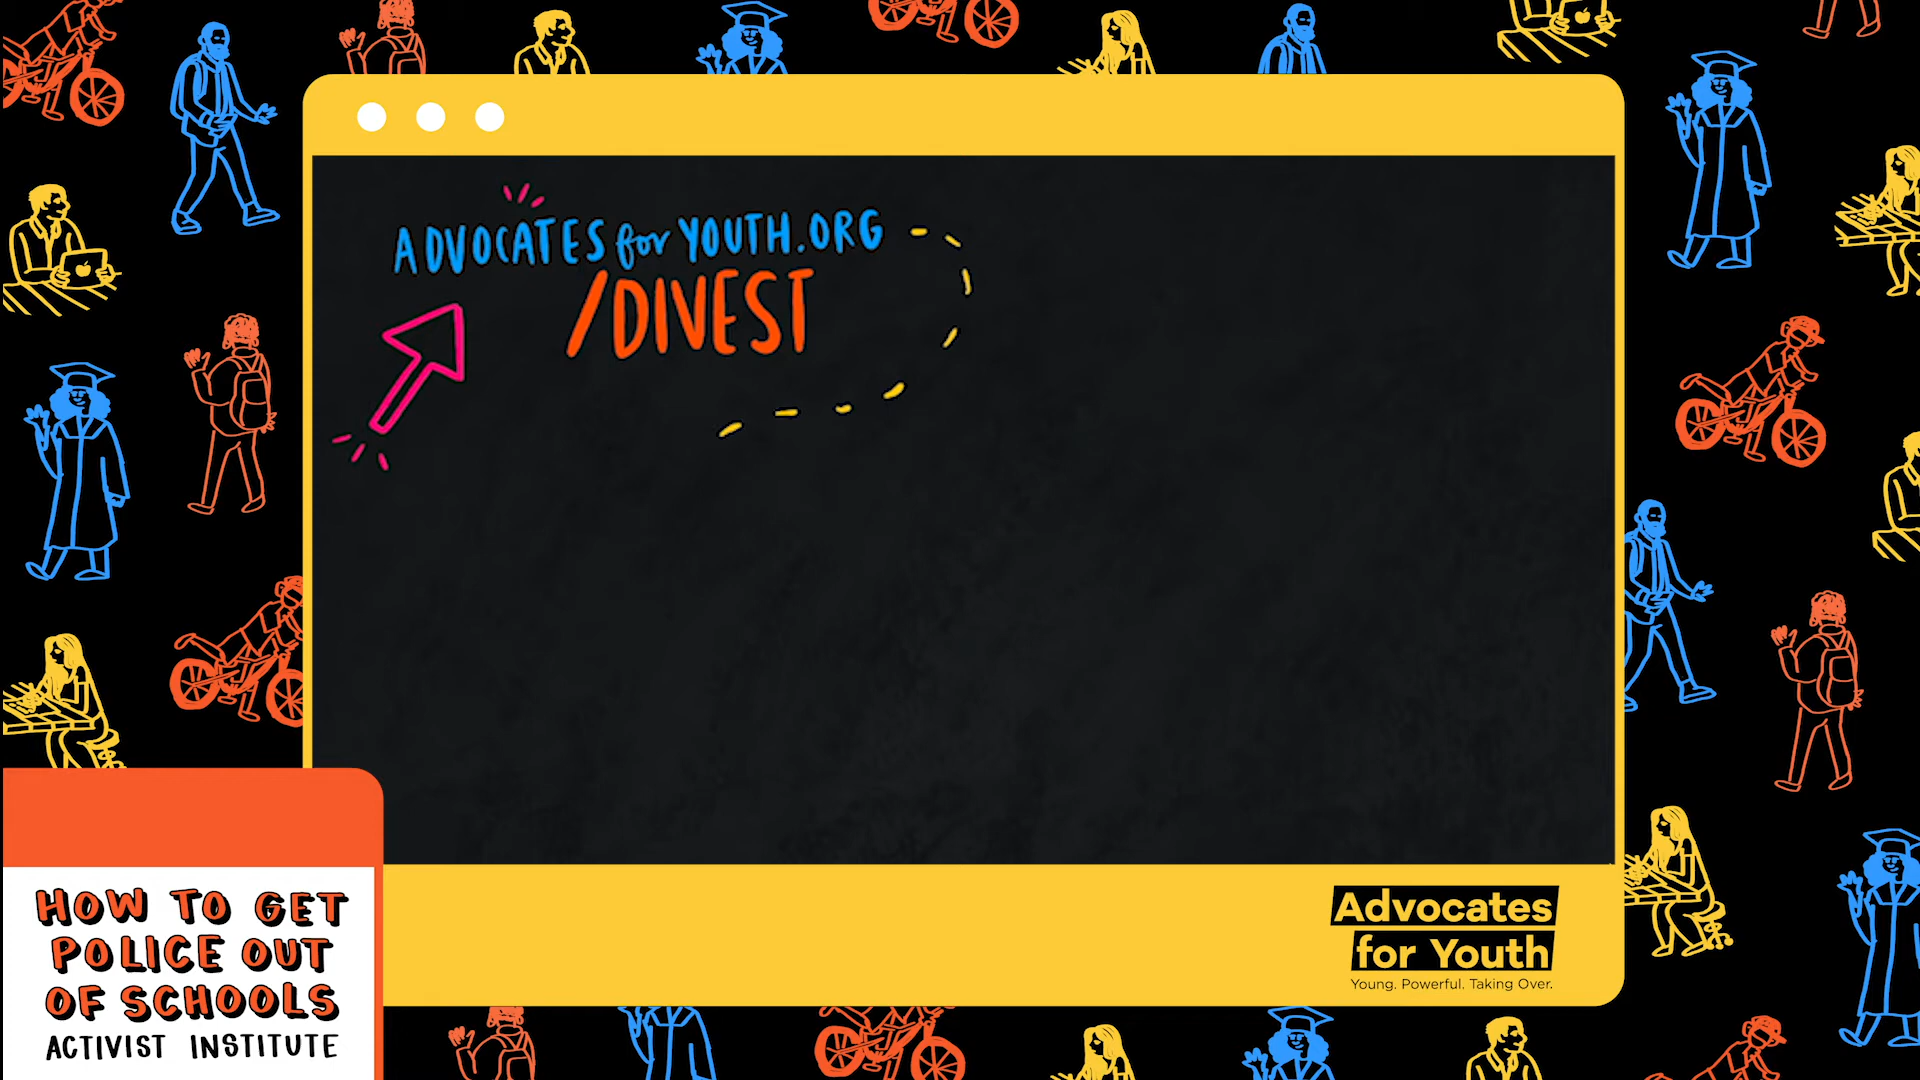 ADVOCATES for YOUTH.ORG
/DIVEST
HOW TO GET
POLICE OUT
OF SCHOOLS
ACTIVIST INSTITUTE
Advocates
for Youth
Young. Powerful. Taking Over.